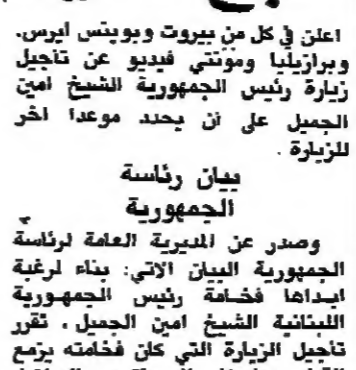 اعلن في كل من بيروت وبوينس ايرس.
وبرازيليا ومونتي فيديو عن تأجيل
زيارة رئيس الجمهورية الشيخ امين
الجميل على ان يحدد موعدا اخر
للزيارة .
بيان رئاسة
الجمهورية
وصدر عن المديرية العامة لرئاسة
الجمهورية البيان الاتي: بناء لرغبة
ابداها فخامة رئيس الجمهورية
اللبنانية الشيخ امين الجميل، تقرر
تأجيل الزيارة التي كان فخامته يزمع